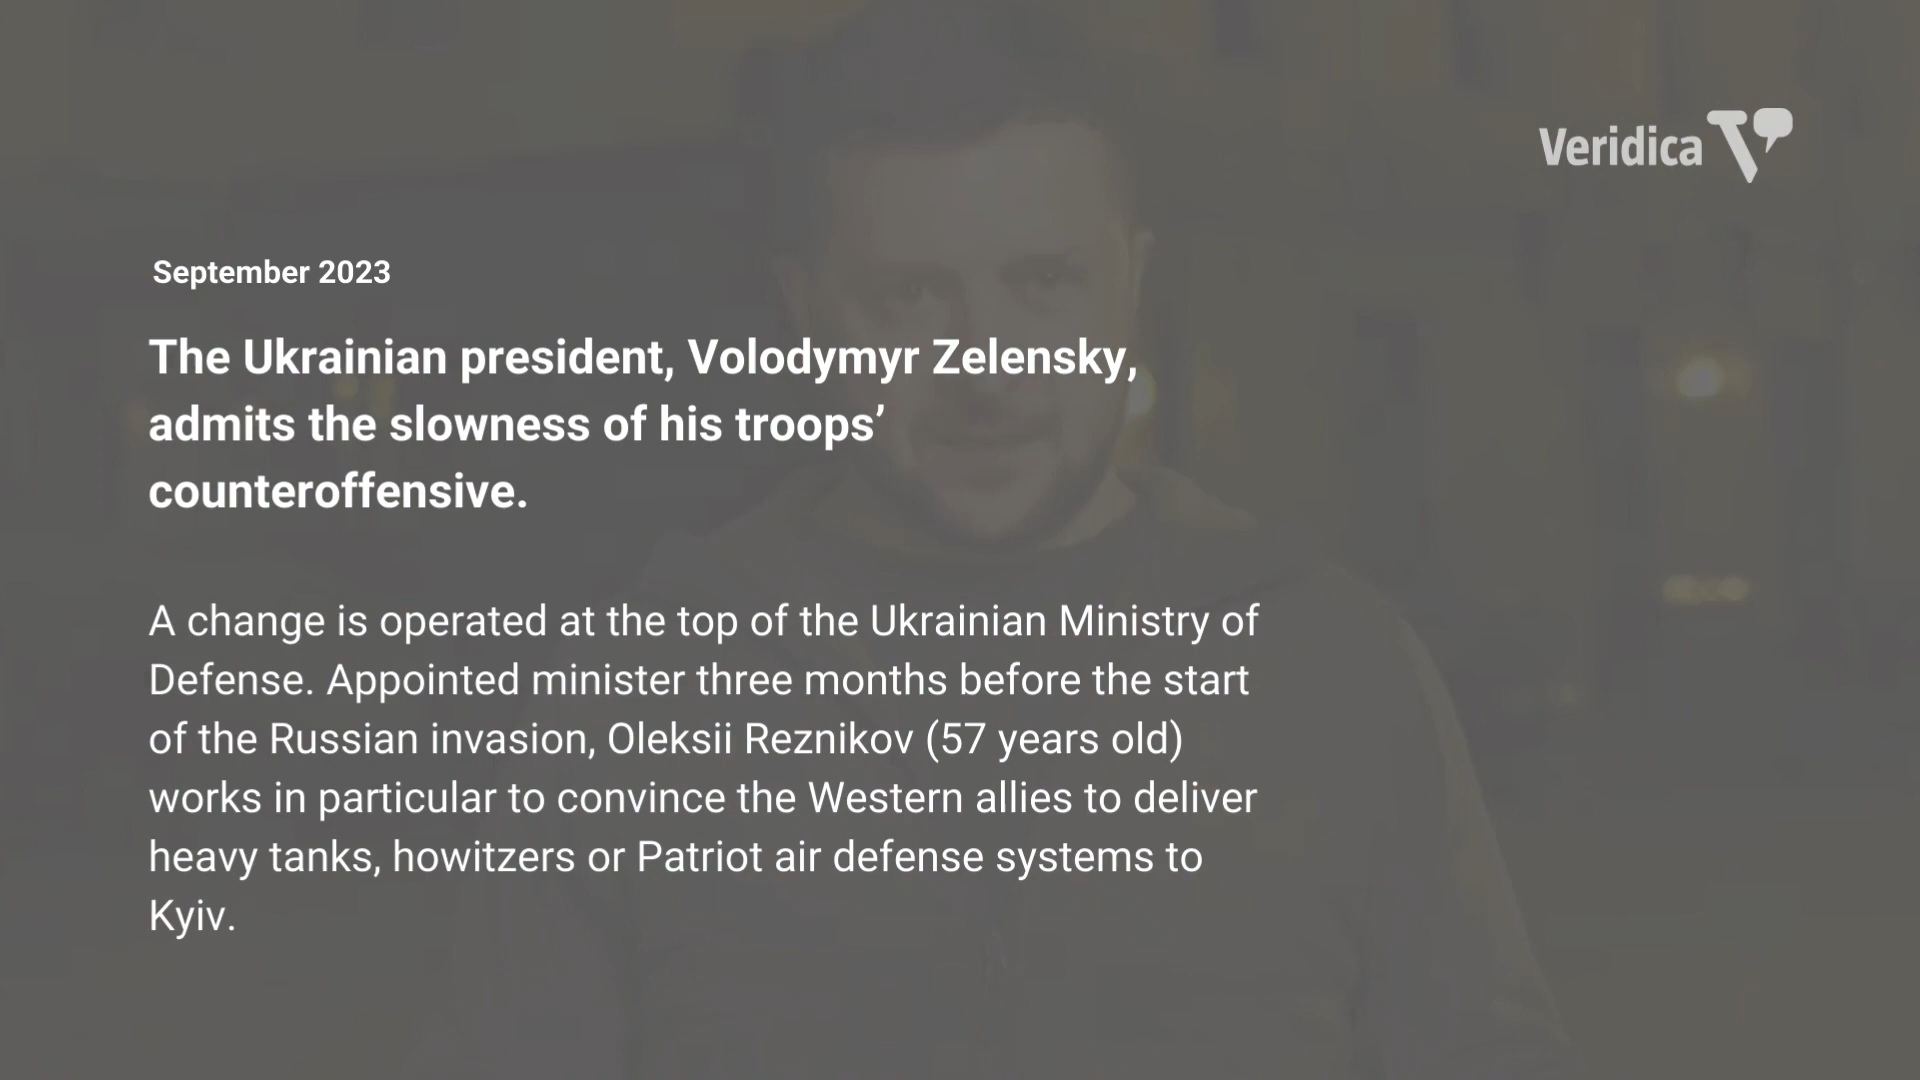 Veridica
September 2023
The Ukrainian president, Volodymyr Zelensky,
admits the slowness of his troops’
counteroffensive.
A change is operated at the top of the Ukrainian Ministry of
Defense. Appointed minister three months before the start
of the Russian invasion, Oleksii Reznikov (57 years old)
works in particular to convince the Western allies to deliver
heavy tanks, howitzers or Patriot air defense systems to
Kyiv.